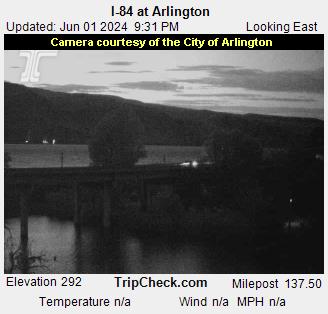 I-84 at Arlington
Updated: Jun 01 2024 9:31 PM Looking East
Camera courtesy of the City of Arlington
Elevation 292 TripCheck.com Milepost 137.50
Temperature n/a Wind n/a MPH n/a